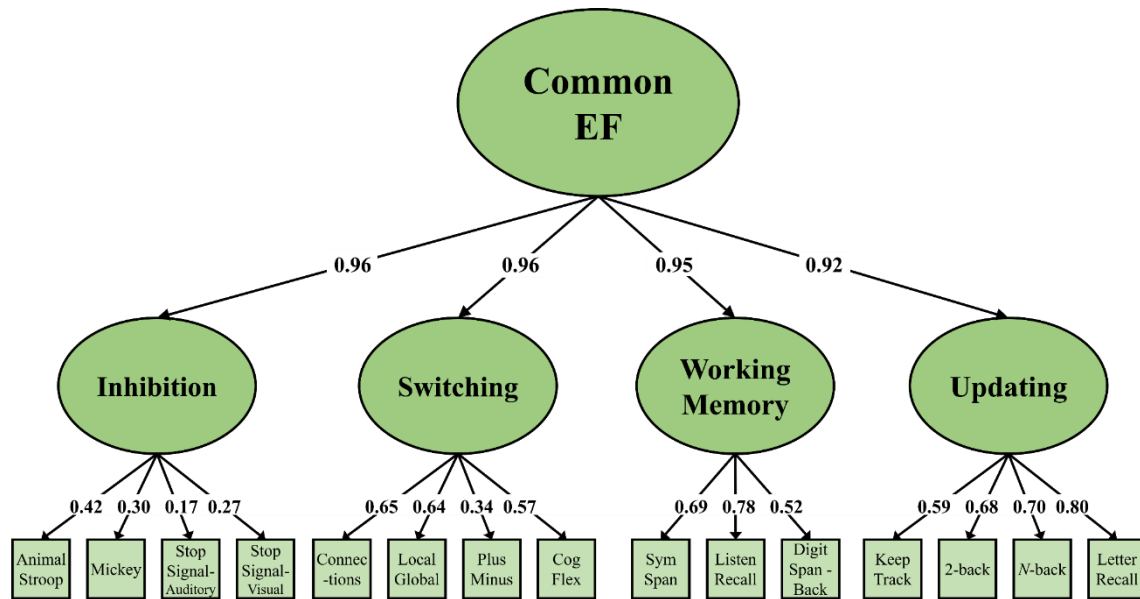 Common
EF
0.96
0.96
0.95
0.92
Inhibition
Switching
Working
Memory
Updating
0.42
0.30
0.17
0.27
0.65
0.64
0.34
0.57
0.69
0.78
0.52
0.59
0.68
0.70
0.80
Animal
Stroop
Mickey
Stop
Signal-
Auditory
Stop
Signal-
Visual
Connec
-tions
Local
Global
Plus
Minus
Cog
Flex
Sym
Span
Listen
Recall
Digit
Span -
Back
Keep
Track
2-back
N-back
Letter
Recall